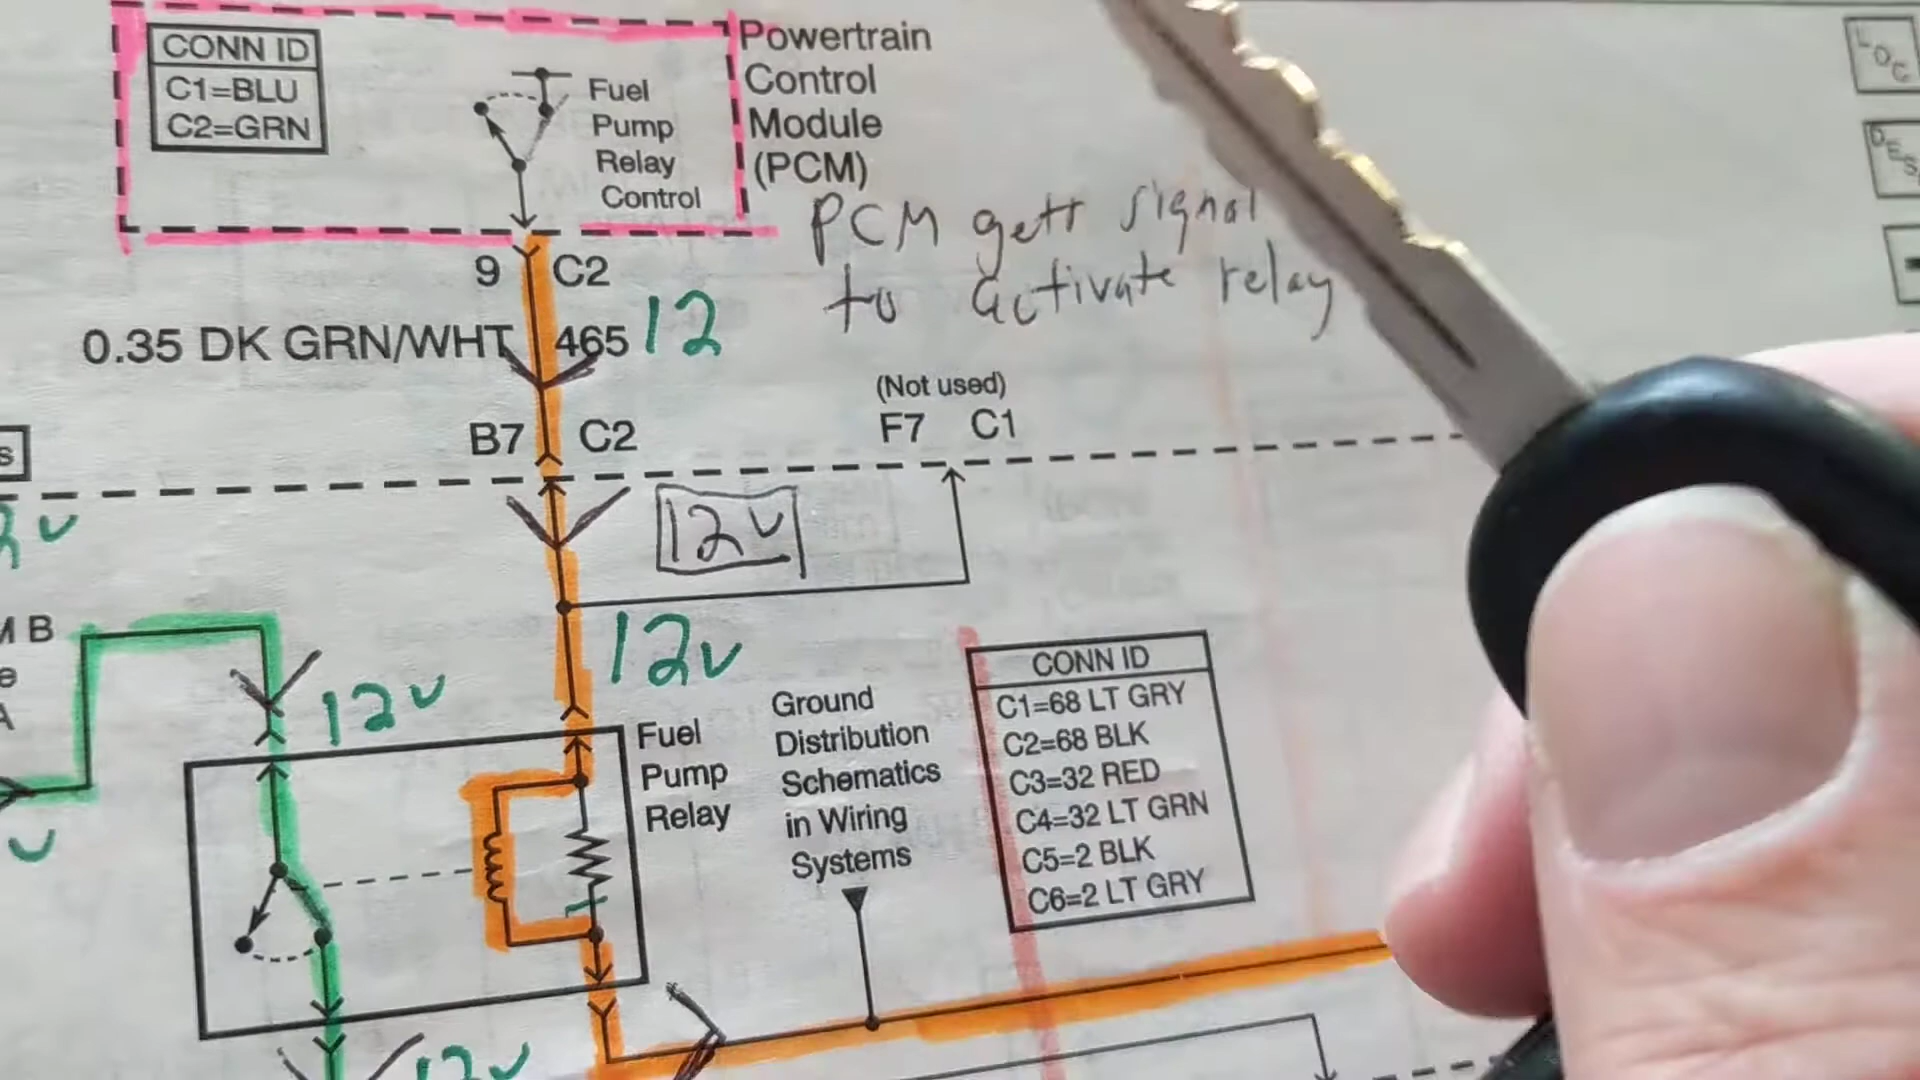 CONN ID
C1=BLU
C2=GRN
Fuel
Pump
Relay
Control
Powertrain
Control
Module
(PCM)
LOC
DES
PCM gets signal
to activate relay
9 C2
0.35 DK GRN/WHT 465 12
(Not used)
B7 C2
F7 C1
s
12v
12v
M B
e
A
12v
v
Fuel
Pump
Relay
Ground
Distribution
Schematics
in Wiring
Systems
CONN ID
C1=68 LT GRY
C2=68 BLK
C3=32 RED
C4=32 LT GRN
C5=2 BLK
C6=2 LT GRY
12v